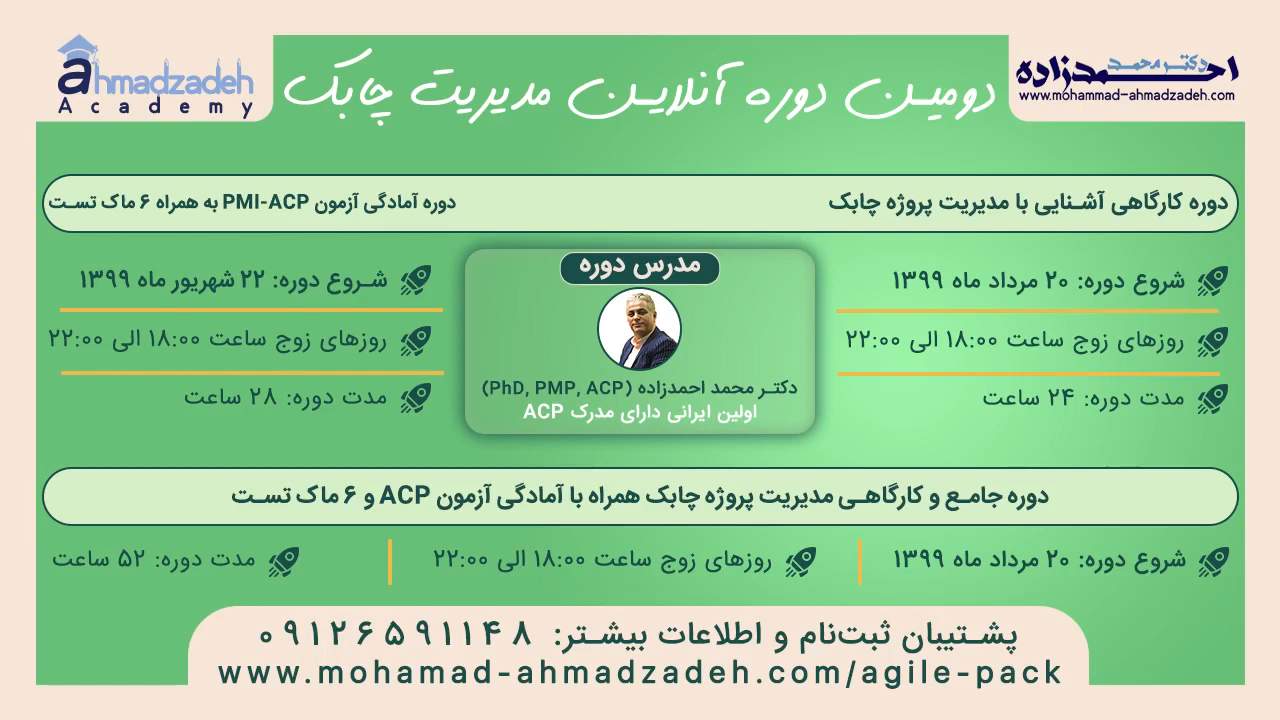 دکتر محمد
احمدزاده
www.mohammad-ahmadzadeh.com
ahmadzadeh
Academy
دومین دوره آنلاین مدیریت چابک
دوره کارگاهی آشنایی با مدیریت پروژه چابک
دوره آمادگی آزمون PMI-ACP به همراه ۶ ماک تست
شروع دوره: ۲۰ مرداد ماه ۱۳۹۹
روزهای زوج ساعت ۱۸:۰۰ الی ۲۲:۰۰
مدت دوره: ۲۴ ساعت
مدرس دوره
دکتر محمد احمدزاده (PhD, PMP, ACP)
اولین ایرانی دارای مدرک ACP
شروع دوره: ۲۲ شهریور ماه ۱۳۹۹
روزهای زوج ساعت ۱۸:۰۰ الی ۲۲:۰۰
مدت دوره: ۲۸ ساعت
دوره جامع و کارگاهی مدیریت پروژه چابک همراه با آمادگی آزمون ACP و ۶ ماک تست
شروع دوره: ۲۰ مرداد ماه ۱۳۹۹
روزهای زوج ساعت ۱۸:۰۰ الی ۲۲:۰۰
مدت دوره: ۵۲ ساعت
پشتیبان ثبت‌نام و اطلاعات بیشتر: ۰۹۱۲۶۵۹۱۱۴۸
www.mohamad-ahmadzadeh.com/agile-pack